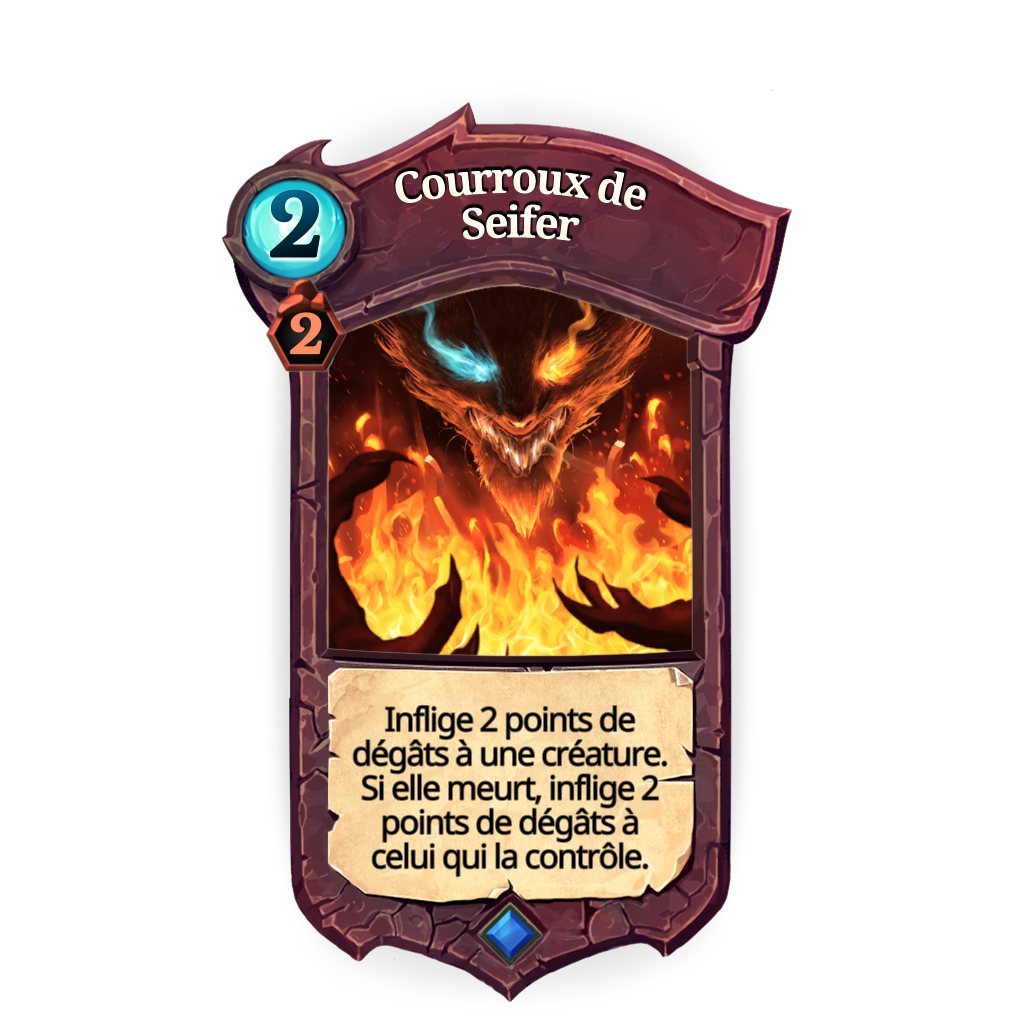 Courroux de
Seifer
2
2
Inflige 2 points de
dégâts à une créature.
Si elle meurt, inflige 2
points de dégâts à
celui qui la contrôle.